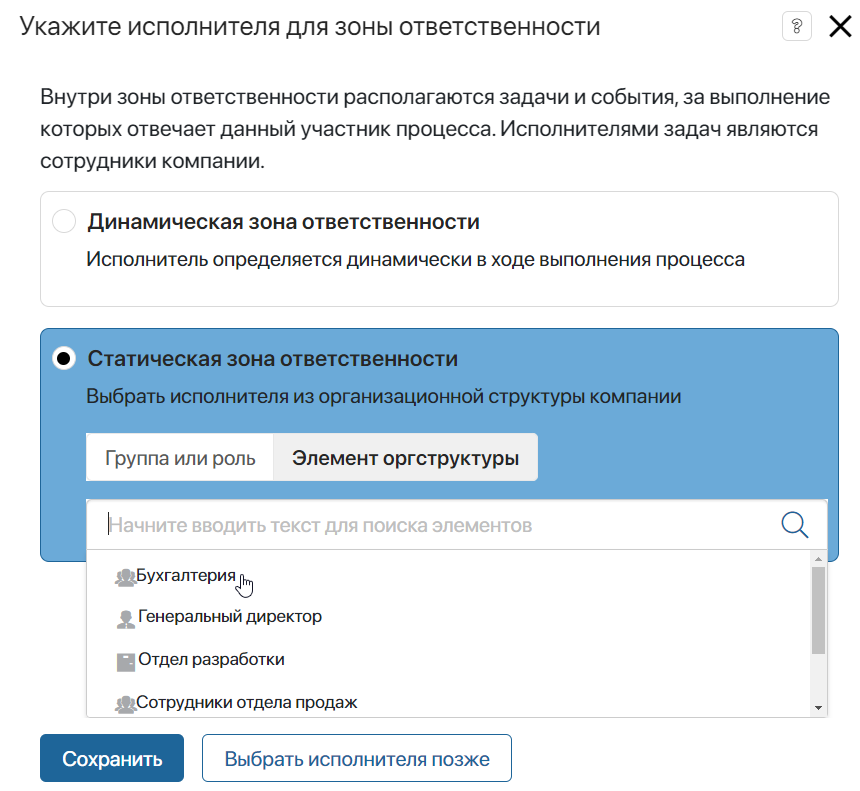 Укажите исполнителя для зоны ответственности
?
Внутри зоны ответственности располагаются задачи и события, за выполнение
которых отвечает данный участник процесса. Исполнителями задач являются
сотрудники компании.
Динамическая зона ответственности
Исполнитель определяется динамически в ходе выполнения процесса
Статическая зона ответственности
Выбрать исполнителя из организационной структуры компании
Группа или роль Элемент оргструктуры
Начните вводить текст для поиска элементов
Бухгалтерия
Генеральный директор
Отдел разработки
Сотрудники отдела продаж
Сохранить Выбрать исполнителя позже